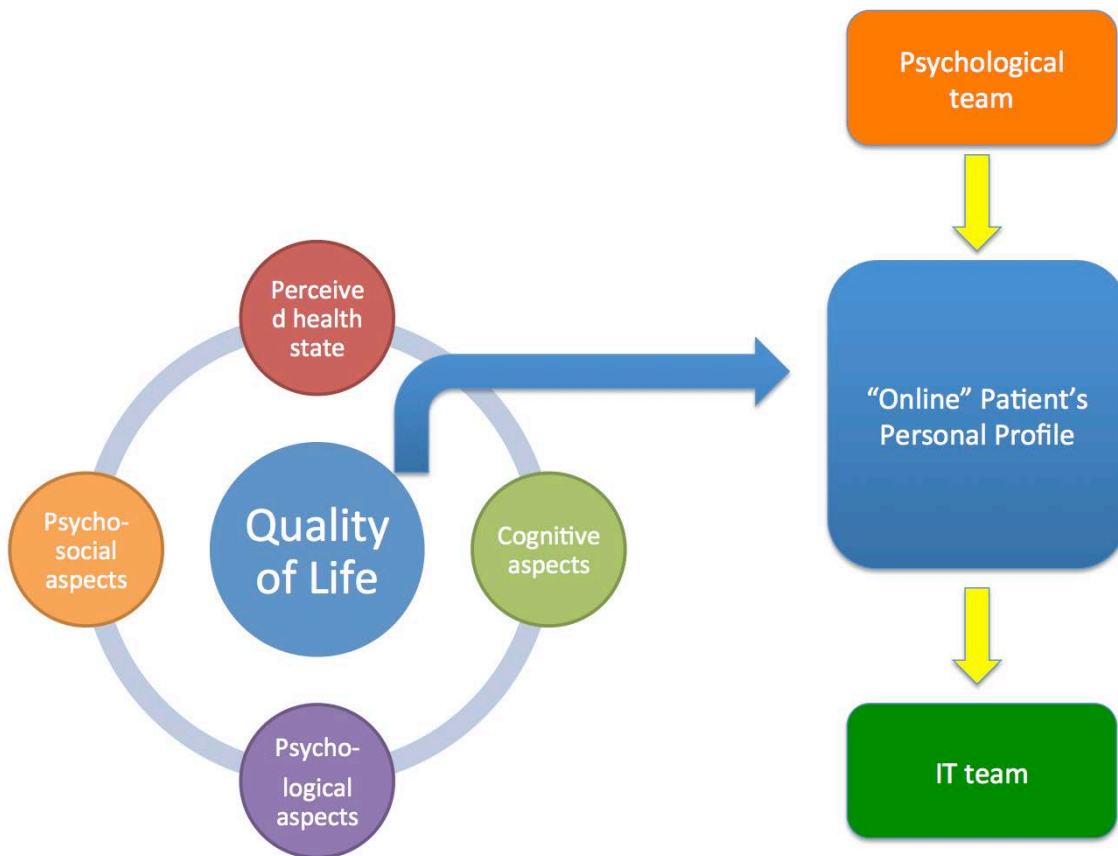 Psychological
team
Perceive
d health
state
"Online" Patient's
Personal Profile
Quality
of Life
Psycho-
social
aspects
Cognitive
aspects
Psycho-
logical
aspects
IT team